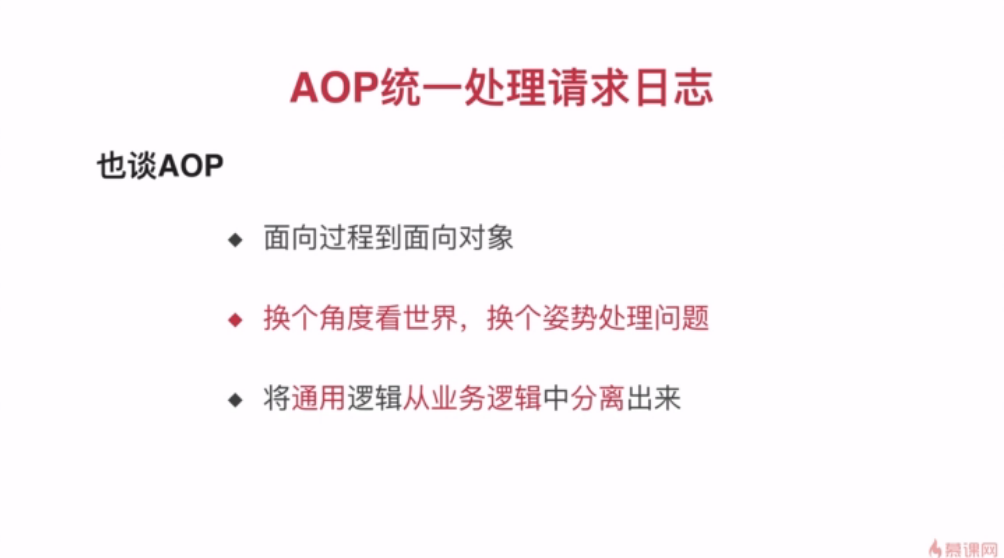 AOP统一处理请求日志
也谈AOP
面向过程到面向对象
换个角度看世界，换个姿势处理问题
将通用逻辑从业务逻辑中分离出来
慕课网